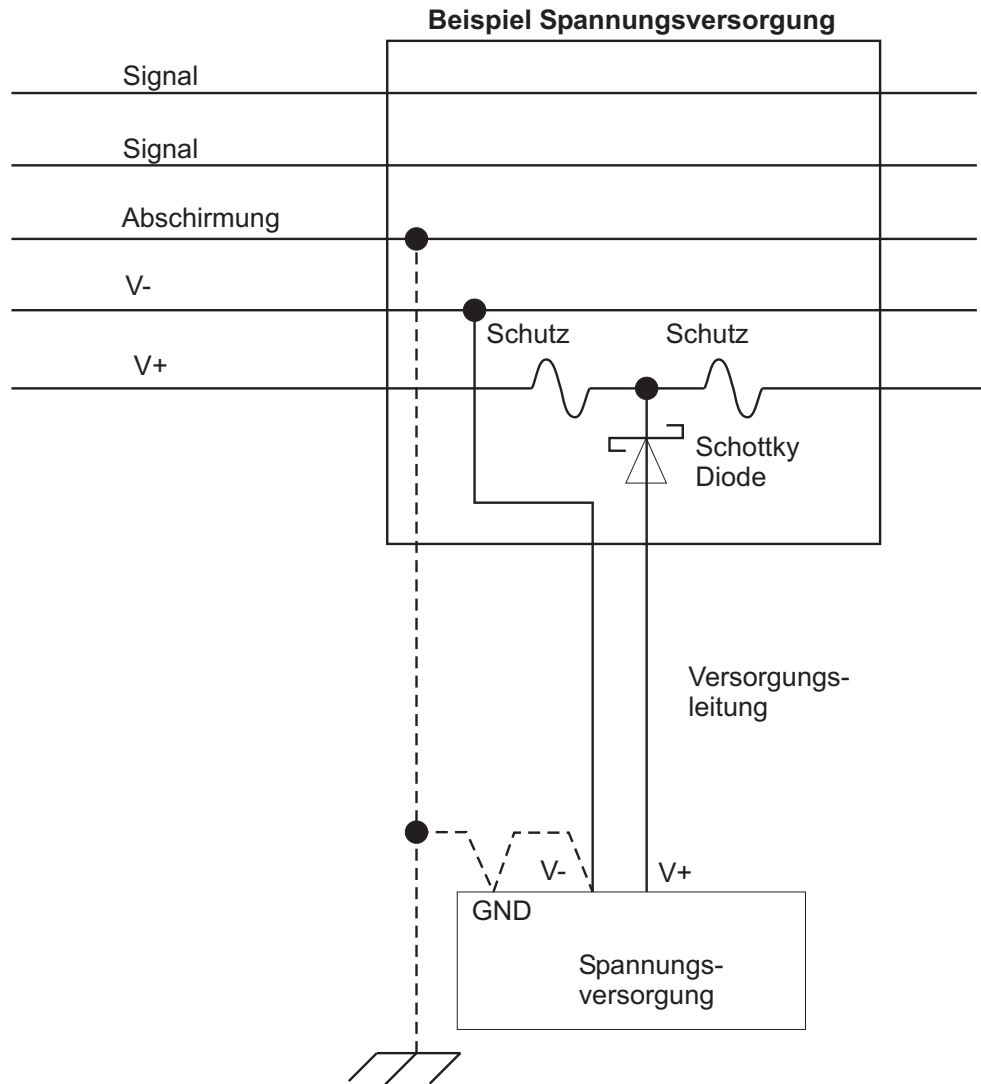 Beispiel Spannungsversorgung
Signal
Signal
Abschirmung
V-
V+
Schutz
Schutz
Schottky
Diode
Versorgungs-
leitung
V-
V+
GND
Spannungs-
versorgung